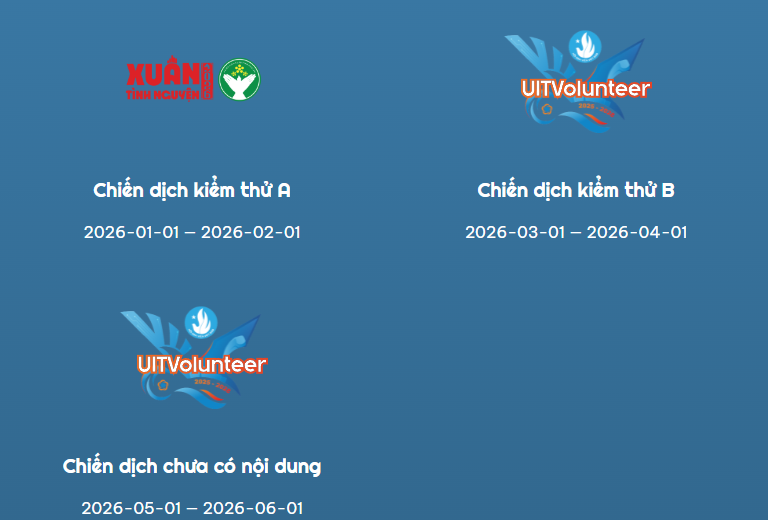 XUÂN
TÌNH NGUYỆN
UITVolunteer
Chiến dịch kiểm thử A
Chiến dịch kiểm thử B
2026-01-01 — 2026-02-01
2026-03-01 — 2026-04-01
UITVolunteer
Chiến dịch chưa có nội dung
2026-05-01 — 2026-06-01